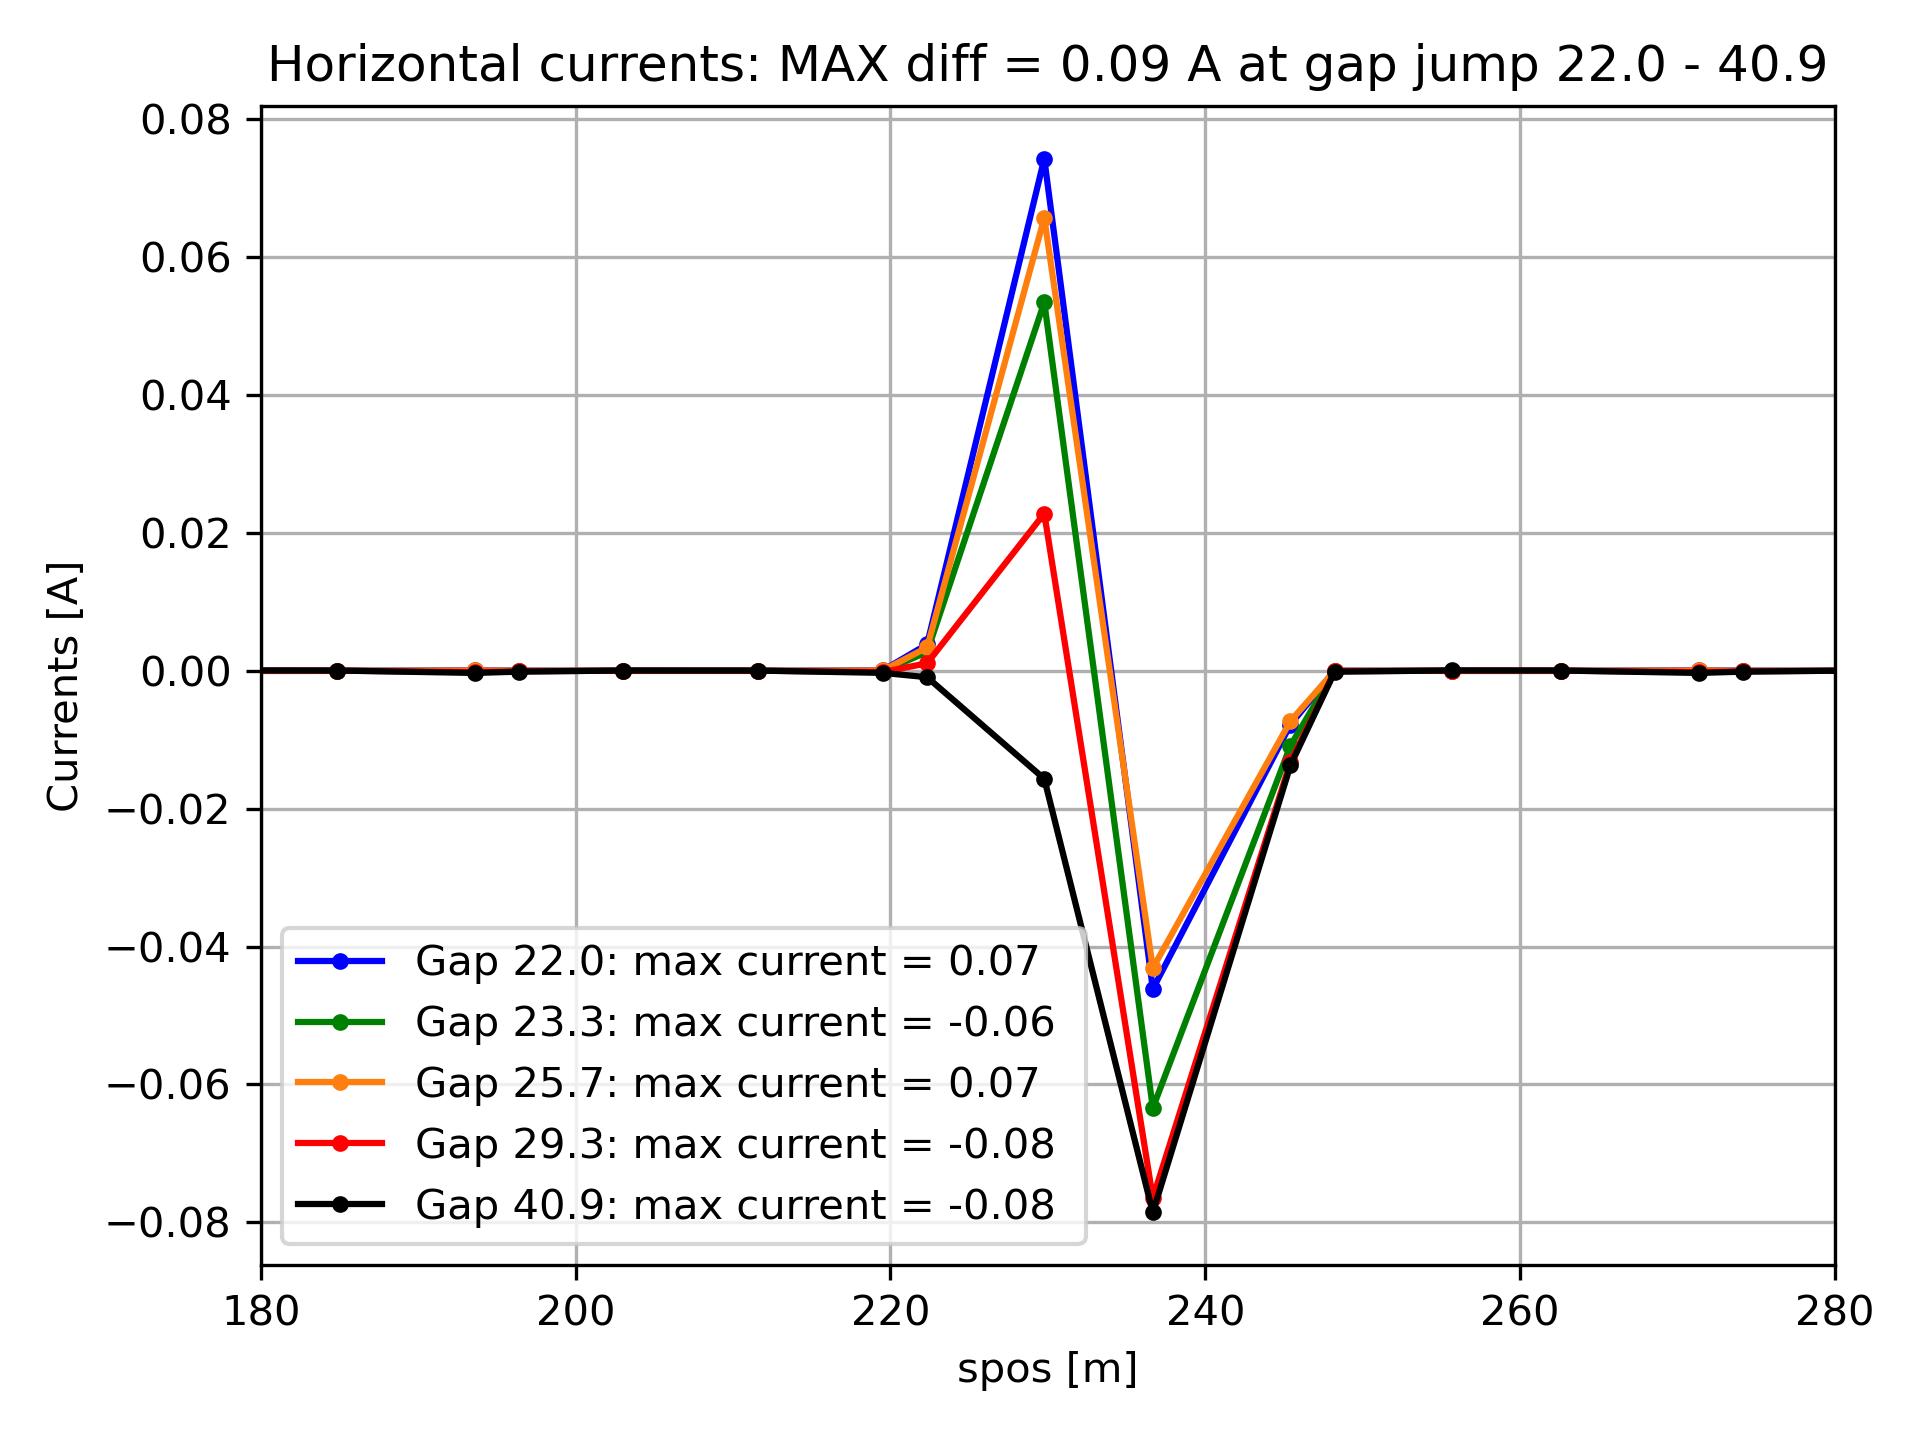 Horizontal currents: MAX diff = 0.09 A at gap jump 22.0 - 40.9
0.08
0.06
0.04
0.02
0.00
−0.02
−0.04
−0.06
−0.08
Currents [A]
Gap 22.0: max current = 0.07
Gap 23.3: max current = -0.06
Gap 25.7: max current = 0.07
Gap 29.3: max current = -0.08
Gap 40.9: max current = -0.08
180 200 220 240 260 280
spos [m]